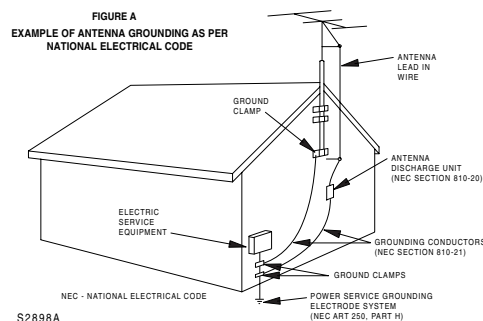 FIGURE A
EXAMPLE OF ANTENNA GROUNDING AS PER
NATIONAL ELECTRICAL CODE
ANTENNA
LEAD IN
WIRE
GROUND
CLAMP
ANTENNA
DISCHARGE UNIT
(NEC SECTION 810-20)
ELECTRIC
SERVICE
EQUIPMENT
GROUNDING CONDUCTORS
(NEC SECTION 810-21)
GROUND CLAMPS
NEC - NATIONAL ELECTRICAL CODE
POWER SERVICE GROUNDING
ELECTRODE SYSTEM
(NEC ART 250, PART H)
S2898A